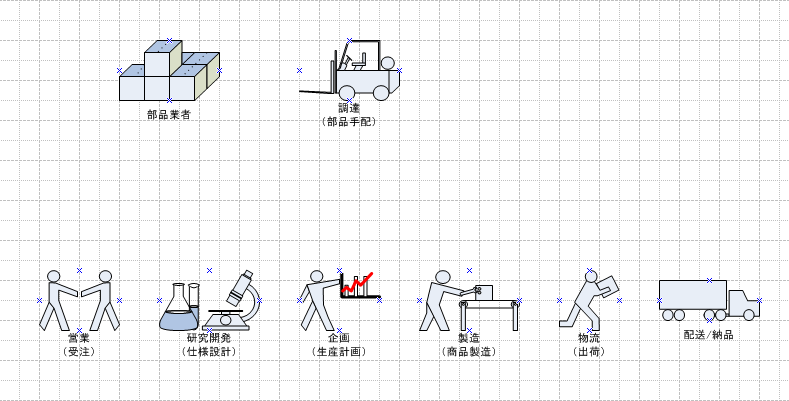 部品業者
調達
（部品手配）
営業
（受注）
研究開発
（仕様設計）
企画
（生産計画）
製造
（商品製造）
物流
（出荷）
配送/納品